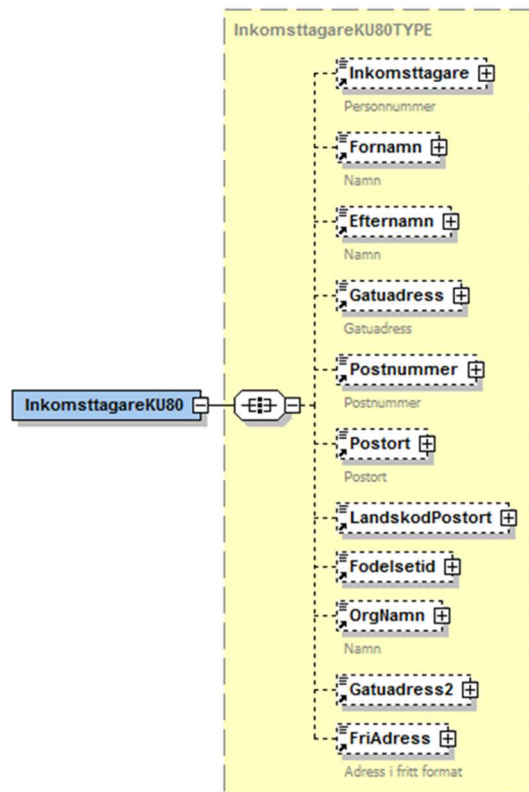 InkomsttagareKU80TYPE
Inkomsttagare
Personnummer
Fornamn
Namn
Efternamn
Namn
Gatuadress
Gatuadress
Postnummer
Postnummer
InkomsttagareKU80
Postort
Postort
LandskodPostort
Fodelsetid
OrgNamn
Namn
Gatuadress2
FriAdress
Adress i fritt format